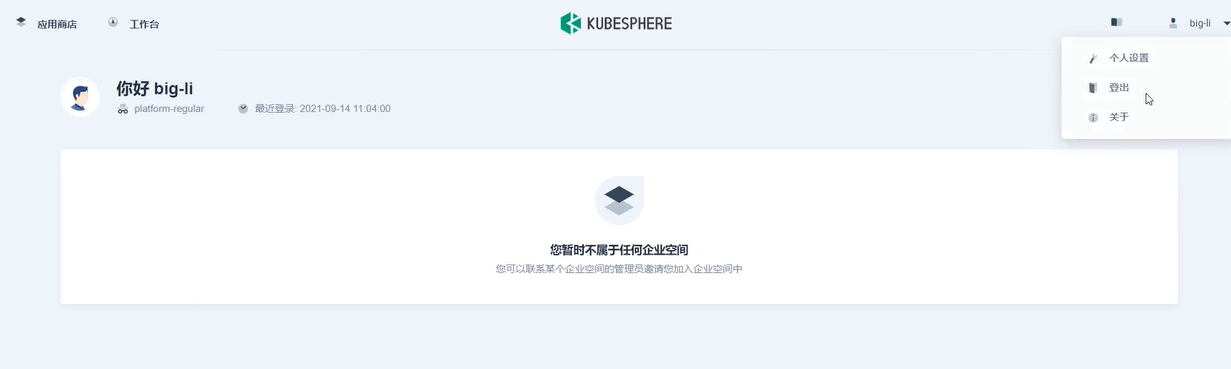 应用商店 工作台 KUBESPHERE big-li
个人设置
登出
关于
你好 big-li
platform-regular 最近登录: 2021-09-14 11:04:00
您暂时不属于任何企业空间
您可以联系某个企业空间的管理员邀请您加入企业空间中